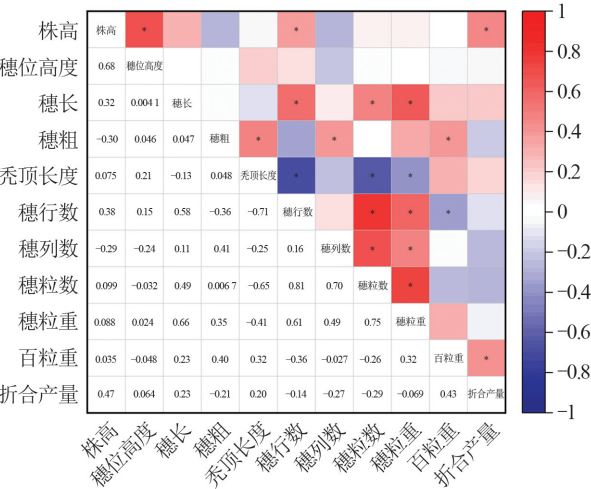 株高 株高 * * *
穗位高度 0.68 穗位高度
穗长 0.32 0.004 1 穗长 * * *
穗粗 −0.30 0.046 0.047 穗粗 * * *
秃顶长度 0.075 0.21 −0.13 0.048 秃顶长度 * * *
穗行数 0.38 0.15 0.58 −0.36 −0.71 穗行数 * * *
穗列数 −0.29 −0.24 0.11 0.41 −0.25 0.16 穗列数 * *
穗粒数 0.099 −0.032 0.49 0.006 7 −0.65 0.81 0.70 穗粒数 *
穗粒重 0.088 0.024 0.66 0.35 −0.41 0.61 0.49 0.75 穗粒重
百粒重 0.035 −0.048 0.23 0.40 0.32 −0.36 −0.027 −0.26 0.32 百粒重 *
折合产量 0.47 0.064 0.23 −0.21 0.20 −0.14 −0.27 −0.29 −0.069 0.43 折合产量
株高
穗位高度
穗长
穗粗
秃顶长度
穗行数
穗列数
穗粒数
穗粒重
百粒重
折合产量
1
0.8
0.6
0.4
0.2
0
−0.2
−0.4
−0.6
−0.8
−1